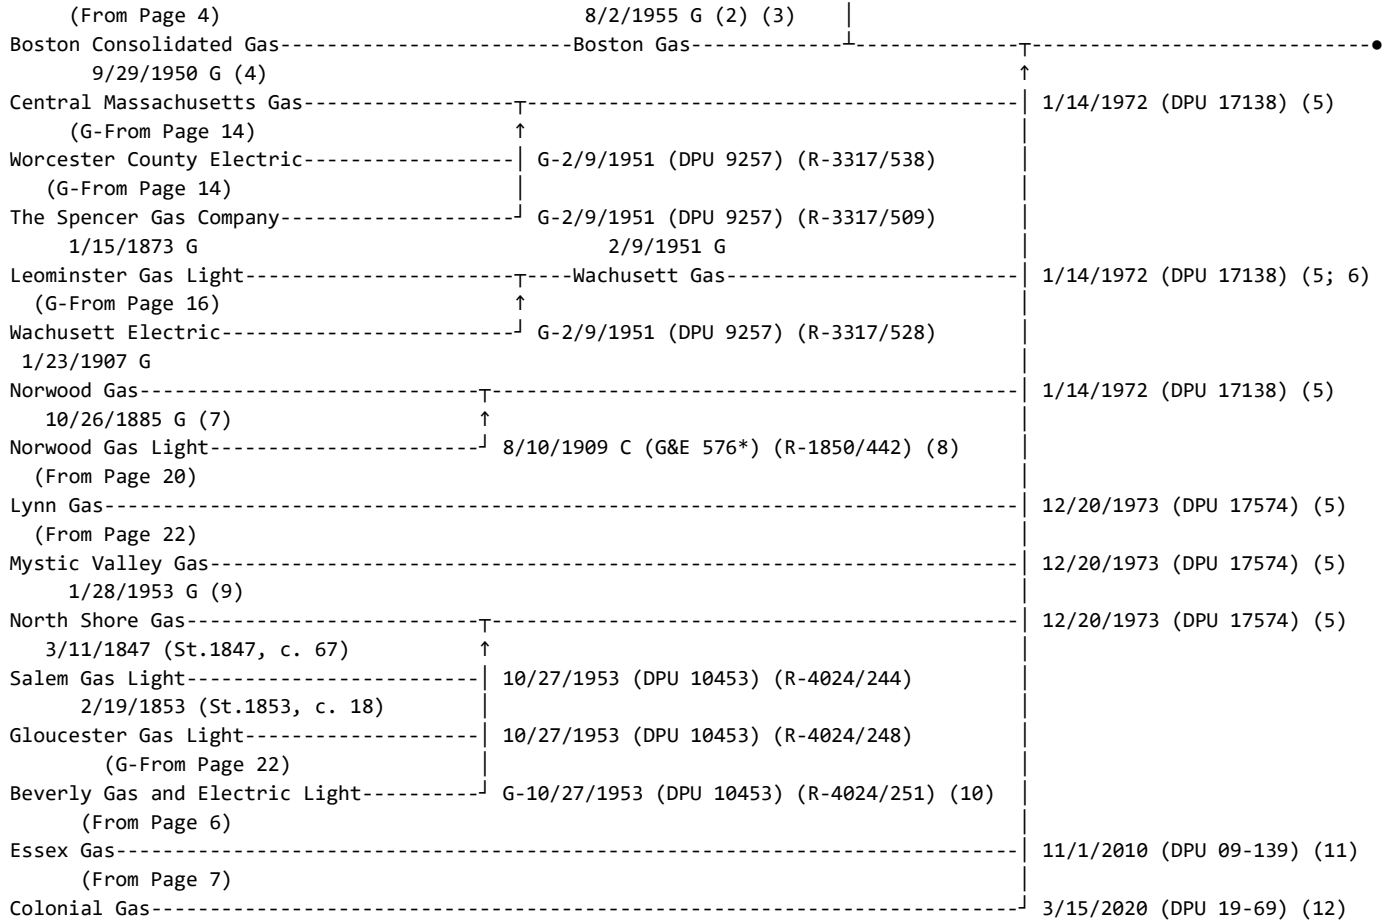 (From Page 4) 8/2/1955 G (2) (3) │
Boston Consolidated Gas-------------------------Boston Gas-------------┴--------------┬-----------------------------●
9/29/1950 G (4) ↑
Central Massachusetts Gas------------------┬------------------------------------------│ 1/14/1972 (DPU 17138) (5)
(G-From Page 14) ↑ │
Worcester County Electric------------------│ G-2/9/1951 (DPU 9257) (R-3317/538) │
(G-From Page 14) │ │
The Spencer Gas Company--------------------┘ G-2/9/1951 (DPU 9257) (R-3317/509) │
1/15/1873 G 2/9/1951 G │
Leominster Gas Light-----------------------┬----Wachusett Gas-------------------------│ 1/14/1972 (DPU 17138) (5; 6)
(G-From Page 16) ↑ │
Wachusett Electric-------------------------┘ G-2/9/1951 (DPU 9257) (R-3317/528) │
1/23/1907 G │
Norwood Gas-----------------------------┬---------------------------------------------│ 1/14/1972 (DPU 17138) (5)
10/26/1885 G (7) ↑ │
Norwood Gas Light-----------------------┘ 8/10/1909 C (G&E 576*) (R-1850/442) (8) │
(From Page 20) │
Lynn Gas------------------------------------------------------------------------------│ 12/20/1973 (DPU 17574) (5)
(From Page 22) │
Mystic Valley Gas---------------------------------------------------------------------│ 12/20/1973 (DPU 17574) (5)
1/28/1953 G (9) │
North Shore Gas-------------------------┬---------------------------------------------│ 12/20/1973 (DPU 17574) (5)
3/11/1847 (St.1847, c. 67) ↑ │
Salem Gas Light-------------------------│ 10/27/1953 (DPU 10453) (R-4024/244) │
2/19/1853 (St.1853, c. 18) │ │
Gloucester Gas Light--------------------│ 10/27/1953 (DPU 10453) (R-4024/248) │
(G-From Page 22) │ │
Beverly Gas and Electric Light----------┘ G-10/27/1953 (DPU 10453) (R-4024/251) (10) │
(From Page 6) │
Essex Gas-----------------------------------------------------------------------------│ 11/1/2010 (DPU 09-139) (11)
(From Page 7) │
Colonial Gas--------------------------------------------------------------------------┘ 3/15/2020 (DPU 19-69) (12)